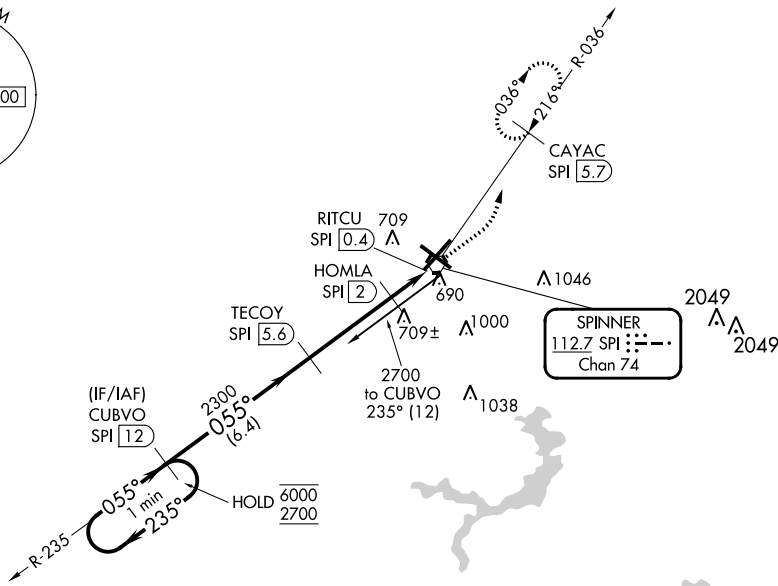 M
00
R-036
036°
216°
CAYAC
SPI 5.7
RITCU
SPI 0.4
709
HOMLA
SPI 2
690
1046
TECOY
SPI 5.6
709±
1000
SPINNER
112.7 SPI
Chan 74
2049
2049
2700
to CUBVO
235° (12)
1038
(IF/IAF)
CUBVO
SPI 12
2300
055°
(6.4)
055°
1 min
235°
HOLD 6000
2700
R-235